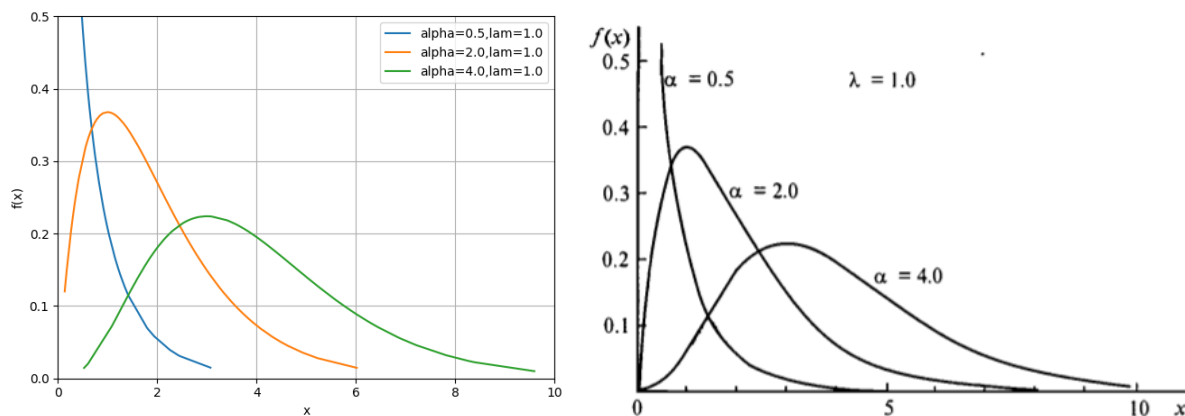 0.5
0.4
0.3
0.2
0.1
0.0
f(x)
0 2 4 6 8 10
x
alpha=0.5,lam=1.0
alpha=2.0,lam=1.0
alpha=4.0,lam=1.0
f(x)
0.5
0.4
0.3
0.2
0.1
α = 0.5
λ = 1.0
α = 2.0
α = 4.0
0 5 10 x